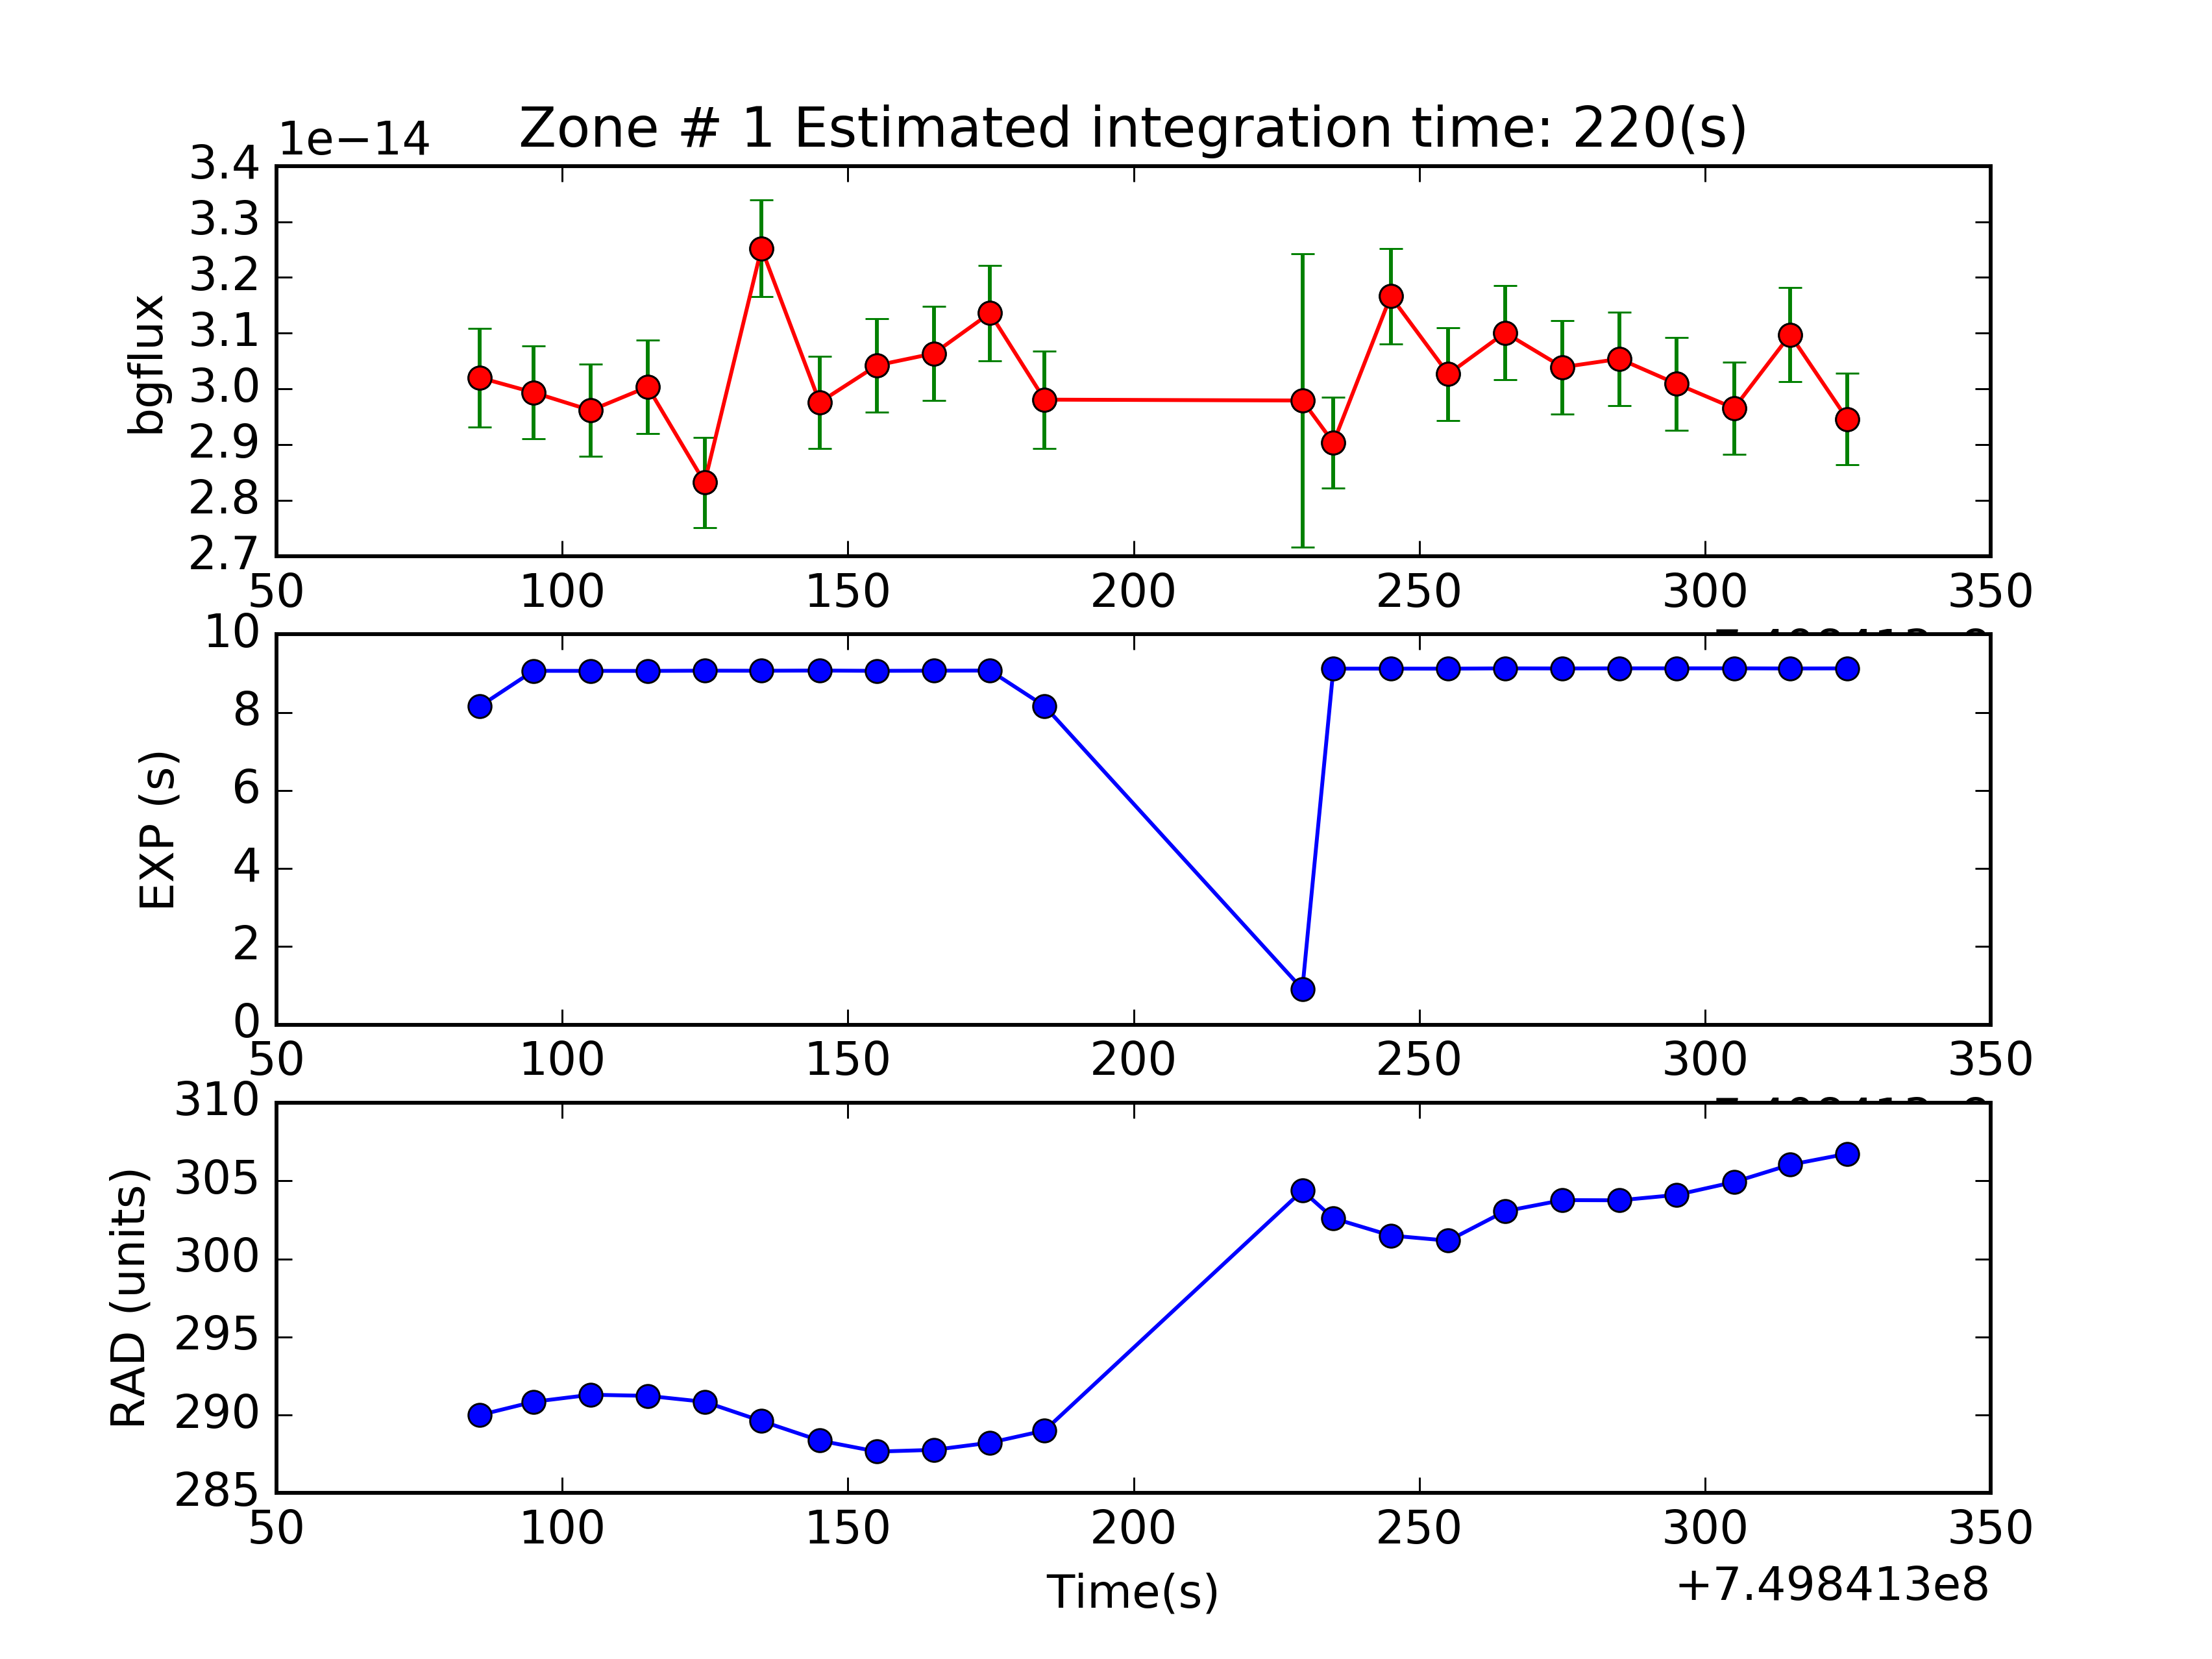 Zone # 1 Estimated integration time: 220(s)
1e−14
3.4
3.3
3.2
3.1
3.0
2.9
2.8
2.7
bgflux
50 100 150 200 250 300 350
10
8
6
4
2
0
EXP (s)
50 100 150 200 250 300 350
310
305
300
295
290
285
RAD (units)
50 100 150 200 250 300 350
Time(s)
+7.498413e8